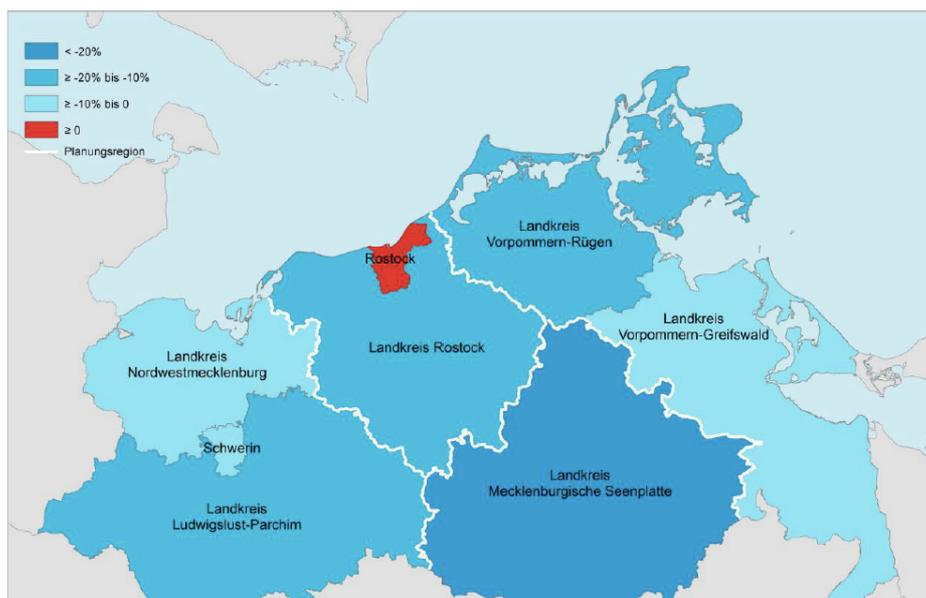 < -20%
≥ -20% bis -10%
≥ -10% bis 0
≥ 0
Planungsregion
Landkreis
Vorpommern-Rügen
Rostock
Landkreis
Vorpommern-Greifswald
Landkreis Rostock
Landkreis
Nordwestmecklenburg
Schwerin
Landkreis
Mecklenburgische Seenplatte
Landkreis
Ludwigslust-Parchim